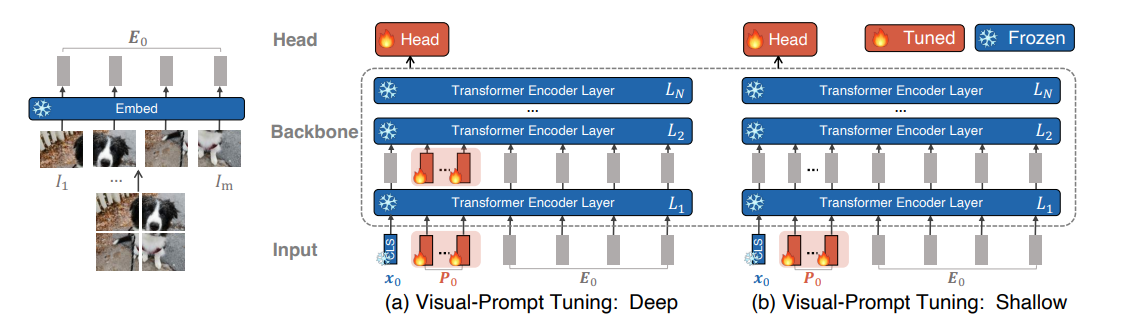 E₀
Embed
I₁ ... Iₘ
Head
Backbone
Input
Head
Transformer Encoder Layer L_N
...
Transformer Encoder Layer L₂
...
Transformer Encoder Layer L₁
CLS ...
x₀ P₀ E₀
(a) Visual-Prompt Tuning: Deep
Head Tuned Frozen
Transformer Encoder Layer L_N
...
Transformer Encoder Layer L₂
...
Transformer Encoder Layer L₁
CLS ...
x₀ P₀ E₀
(b) Visual-Prompt Tuning: Shallow